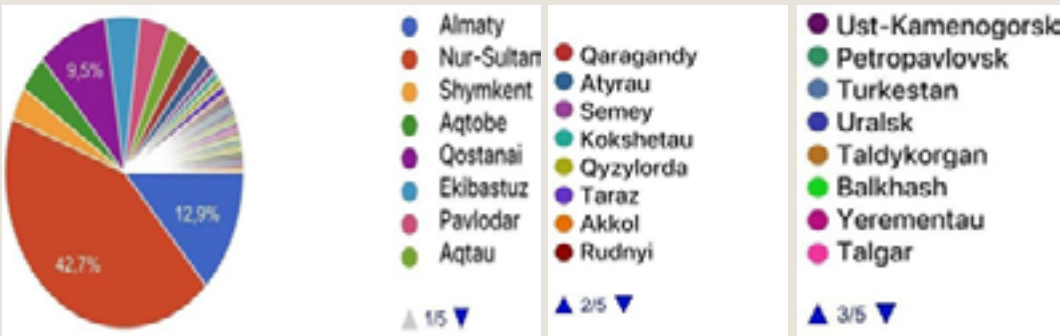 9,5%
12,9%
42,7%
Almaty
Nur-Sultan
Shymkent
Aqtobe
Qostanai
Ekibastuz
Pavlodar
Aqtau
1/5
Qaragandy
Atyrau
Semey
Kokshetau
Qyzylorda
Taraz
Akkol
Rudnyi
2/5
Ust-Kamenogorsk
Petropavlovsk
Turkestan
Uralsk
Taldykorgan
Balkhash
Yerementau
Talgar
3/5